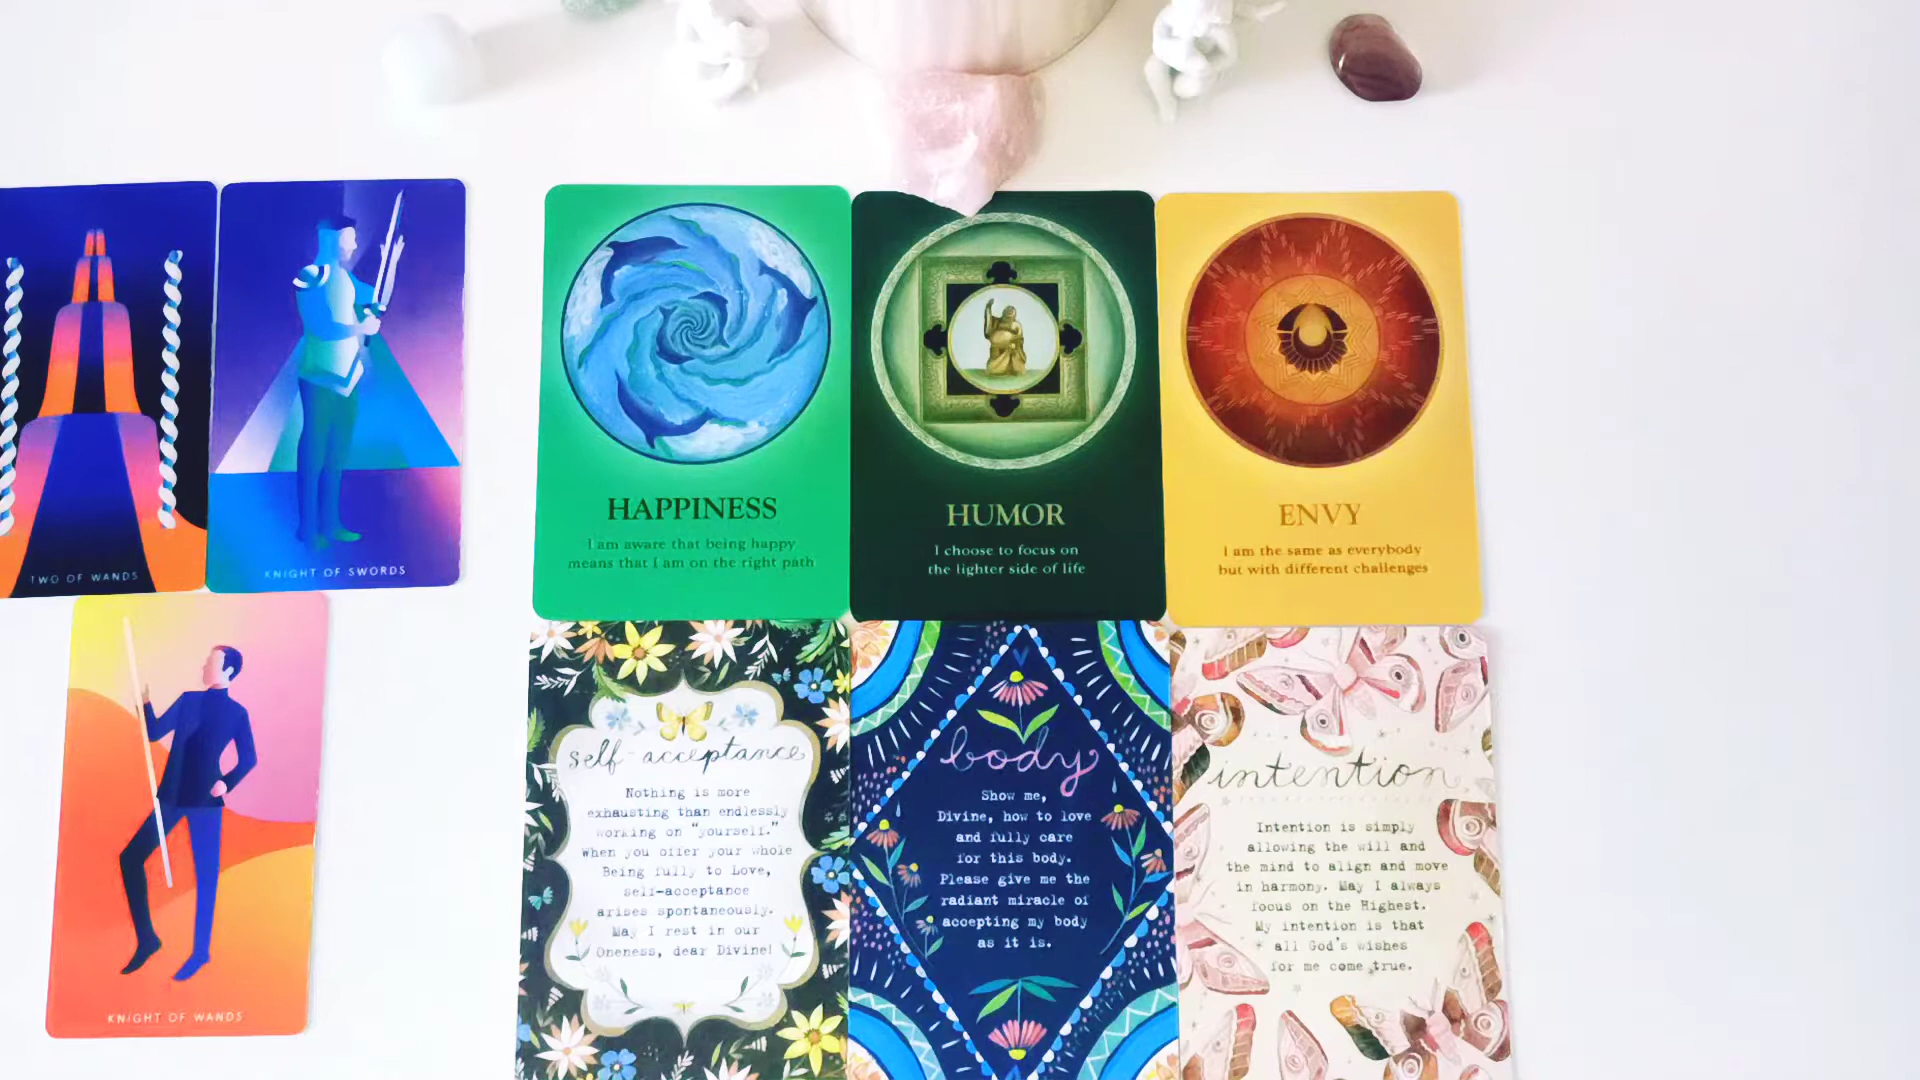 TWO OF WANDS
KNIGHT OF SWORDS
KNIGHT OF WANDS
HAPPINESS
I am aware that being happy
means that I am on the right path
HUMOR
I choose to focus on
the lighter side of life
ENVY
I am the same as everybody
but with different challenges
self-acceptance
Nothing is more
exhausting than endlessly
working on "yourself."
When you offer your whole
Being fully to Love,
self-acceptance
arises spontaneously.
May I rest in our
Oneness, dear Divine!
body
Show me,
Divine, how to love
and fully care
for this body.
Please give me the
radiant miracle of
accepting my body
as it is.
intention
Intention is simply
allowing the will and
the mind to align and move
in harmony. May I always
focus on the Highest.
My intention is that
all God's wishes
for me come true.